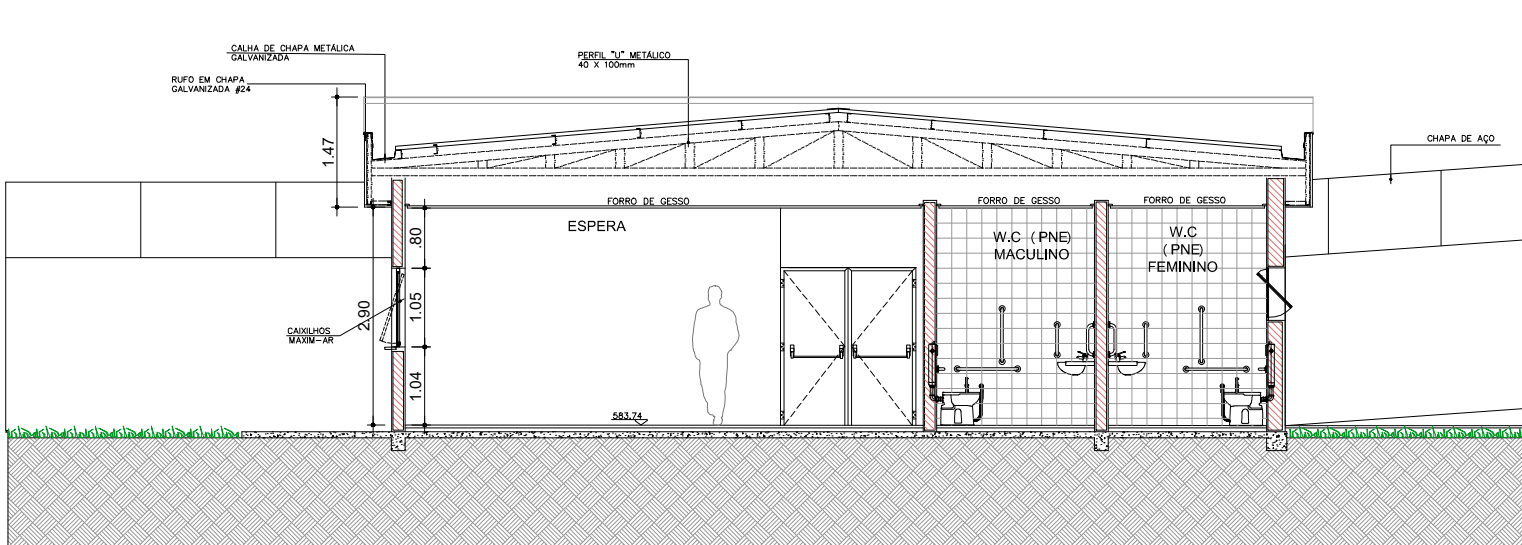 CALHA DE CHAPA METÁLICA
GALVANIZADA
PERFIL "U" METÁLICO
40 X 100mm
RUFO EM CHAPA
GALVANIZADA #24
1.47
CHAPA DE AÇO
FORRO DE GESSO
FORRO DE GESSO
FORRO DE GESSO
ESPERA
W.C (PNE)
MACULINO
W.C
(PNE)
FEMININO
.80
1.05
2.90
CAIXILHOS
MAXIM-AR
1.04
583.74